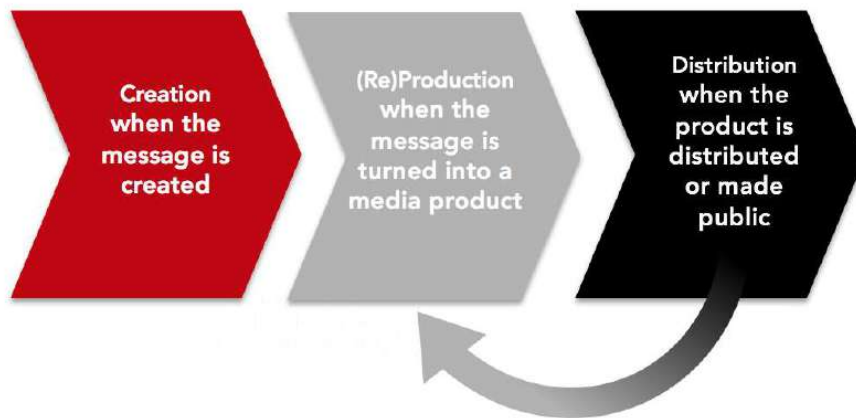 Creation
when the
message is
created
(Re)Production
when the
message is
turned into a
media product
Distribution
when the
product is
distributed
or made
public